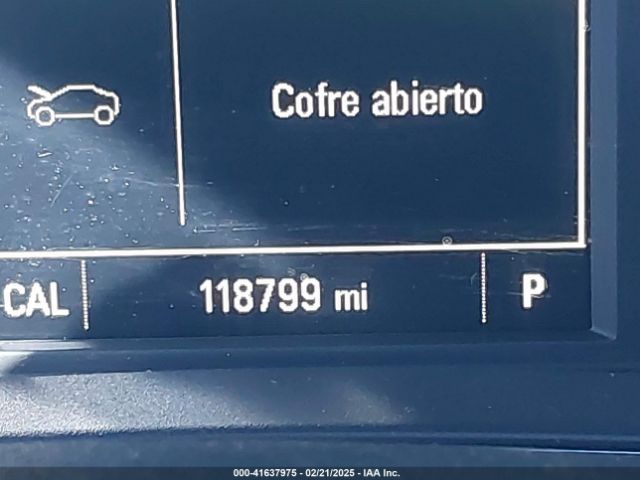 Cofre abierto
CAL 118799 mi P
000-41637975 - 02/21/2025 - IAA Inc.